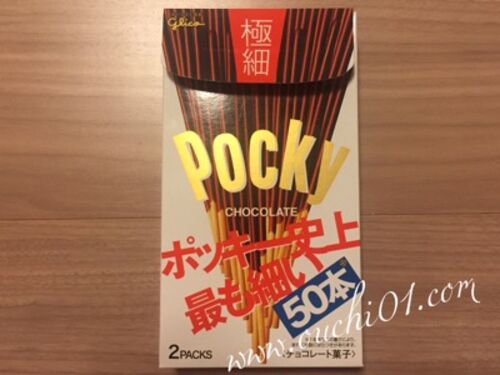 glico
極細
Pocky
CHOCOLATE
ポッキー史上
最も細い
50本
2PACKS
〈チョコレート菓子〉
www.ouchi01.com